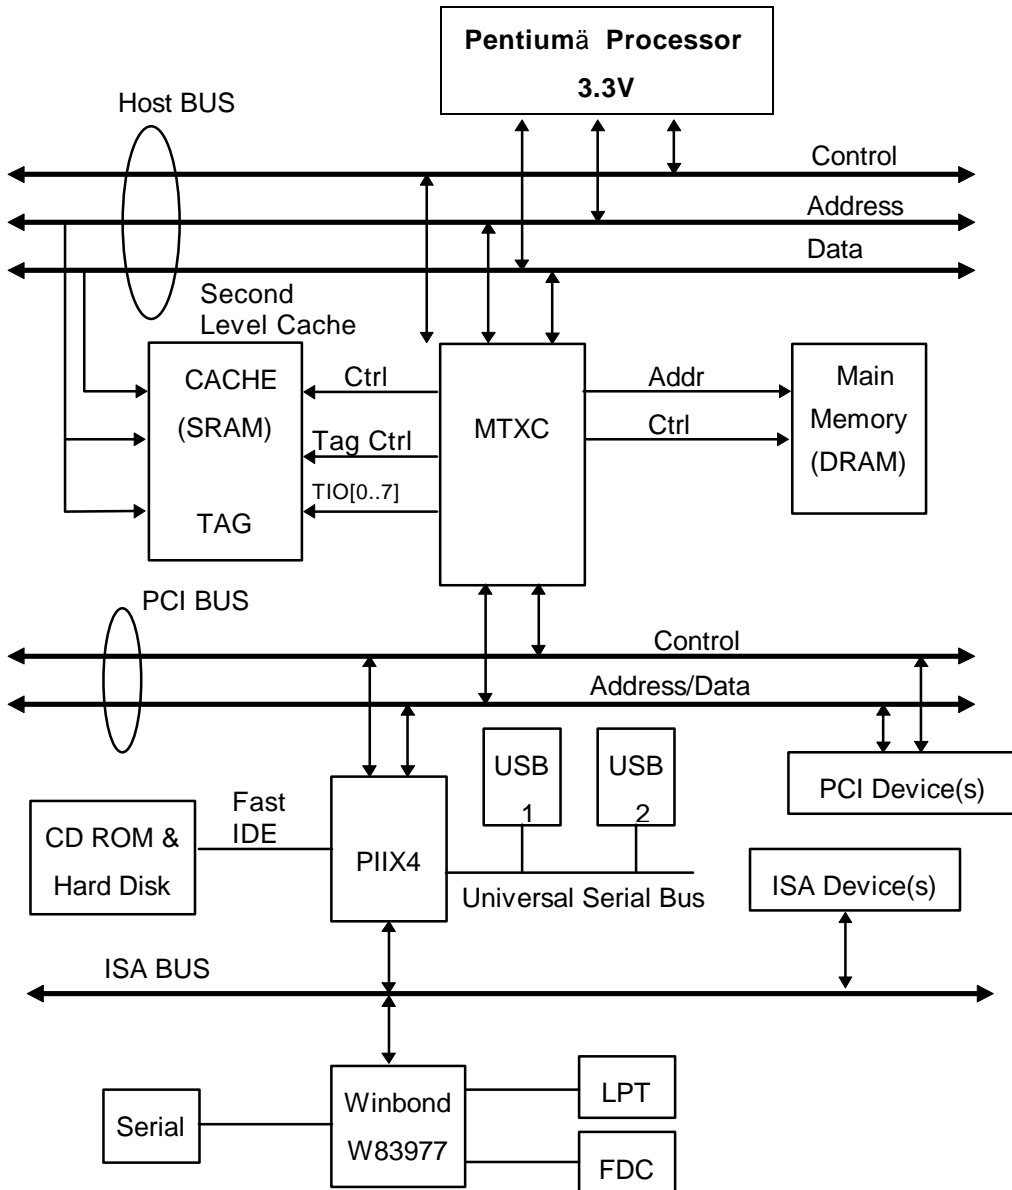 Pentiumä Processor
3.3V
Host BUS
Control
Address
Data
Second
Level Cache
CACHE
(SRAM)
TAG
Ctrl
Tag Ctrl
TIO[0..7]
MTXC
Addr
Ctrl
Main
Memory
(DRAM)
PCI BUS
Control
Address/Data
USB
1
USB
2
PCI Device(s)
CD ROM &
Hard Disk
Fast
IDE
PIIX4
Universal Serial Bus
ISA Device(s)
ISA BUS
Serial
Winbond
W83977
LPT
FDC